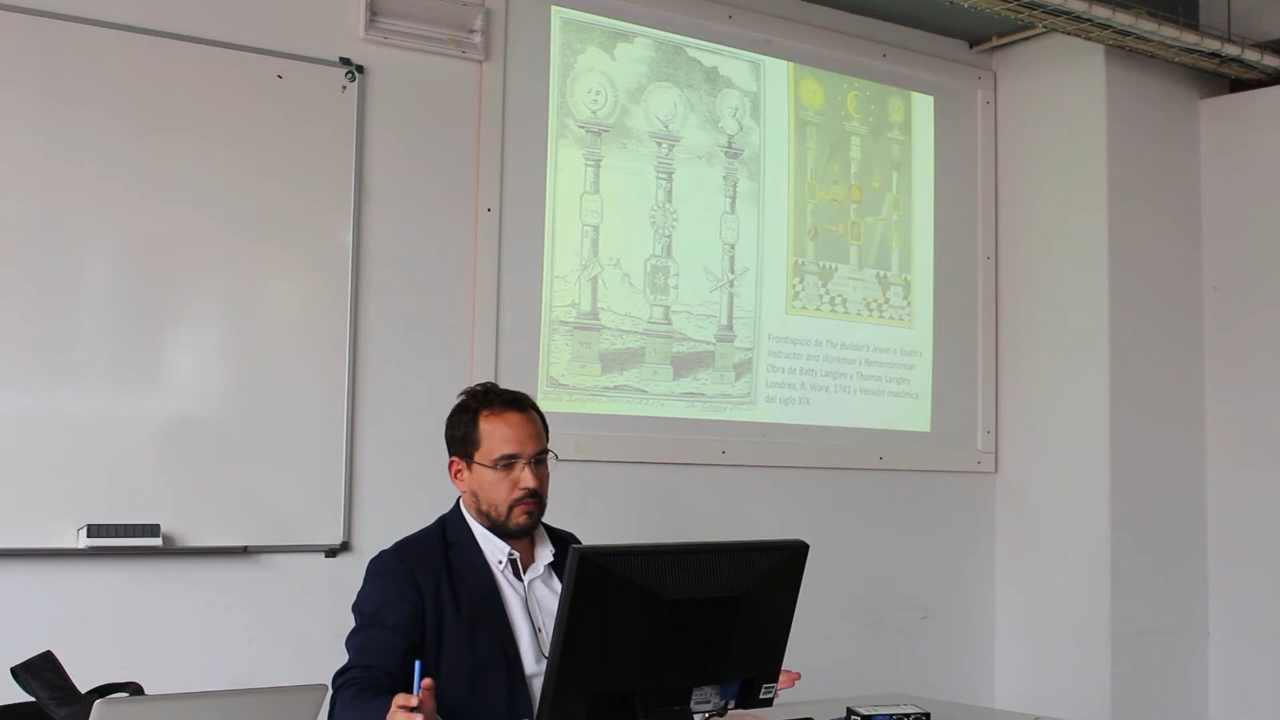 Frontispicio de The Builder's Jewel o Youth's
Instructor and Workman's Remembrancer.
Obra de Batty Langley y Thomas Langley.
Londres, R. Ware, 1741 y Versión masónica
del siglo XIX